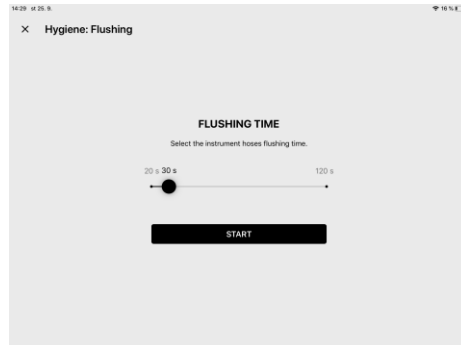 14:29 st 25. 9. 16 %
× Hygiene: Flushing
FLUSHING TIME
Select the instrument hoses flushing time.
20 s 30 s 120 s
START